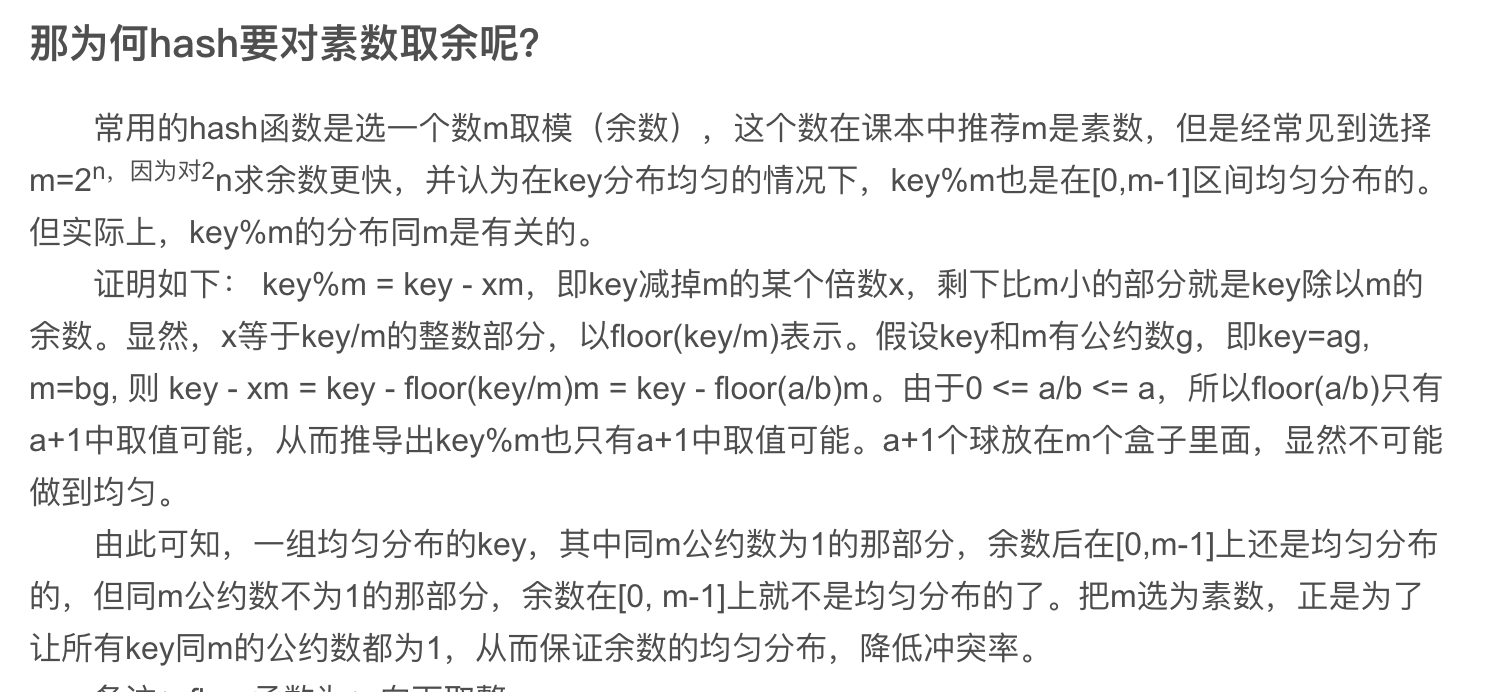 那为何hash要对素数取余呢?
常用的hash函数是选一个数m取模（余数），这个数在课本中推荐m是素数，但是经常见到选择
m=2n，因为对2n求余数更快，并认为在key分布均匀的情况下，key%m也是在[0,m-1]区间均匀分布的。
但实际上，key%m的分布同m是有关的。
证明如下： key%m = key - xm，即key减掉m的某个倍数x，剩下比m小的部分就是key除以m的
余数。显然，x等于key/m的整数部分，以floor(key/m)表示。假设key和m有公约数g，即key=ag,
m=bg, 则 key - xm = key - floor(key/m)m = key - floor(a/b)m。由于0 <= a/b <= a，所以floor(a/b)只有
a+1中取值可能，从而推导出key%m也只有a+1中取值可能。a+1个球放在m个盒子里面，显然不可能
做到均匀。
由此可知，一组均匀分布的key，其中同m公约数为1的那部分，余数后在[0,m-1]上还是均匀分布
的，但同m公约数不为1的那部分，余数在[0, m-1]上就不是均匀分布的了。把m选为素数，正是为了
让所有key同m的公约数都为1，从而保证余数的均匀分布，降低冲突率。